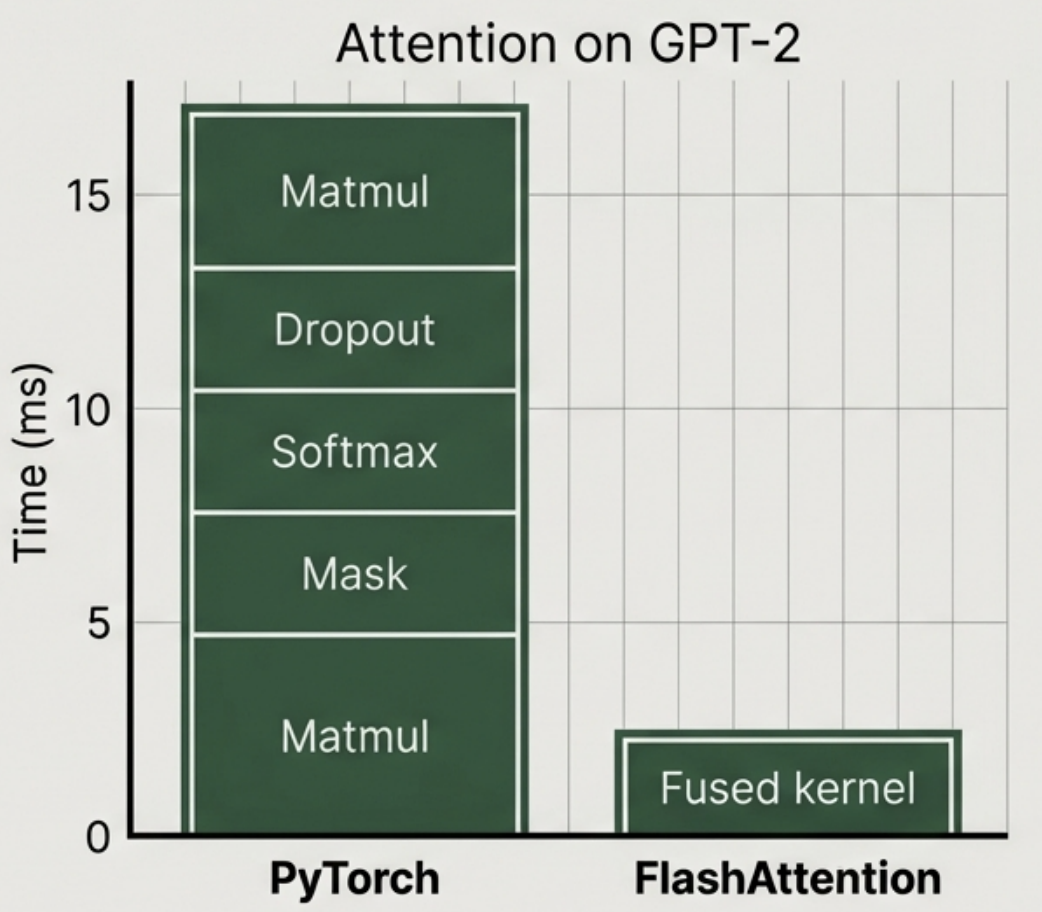 Attention on GPT-2
Time (ms)
15
10
5
0
Matmul
Dropout
Softmax
Mask
Matmul
Fused kernel
PyTorch
FlashAttention